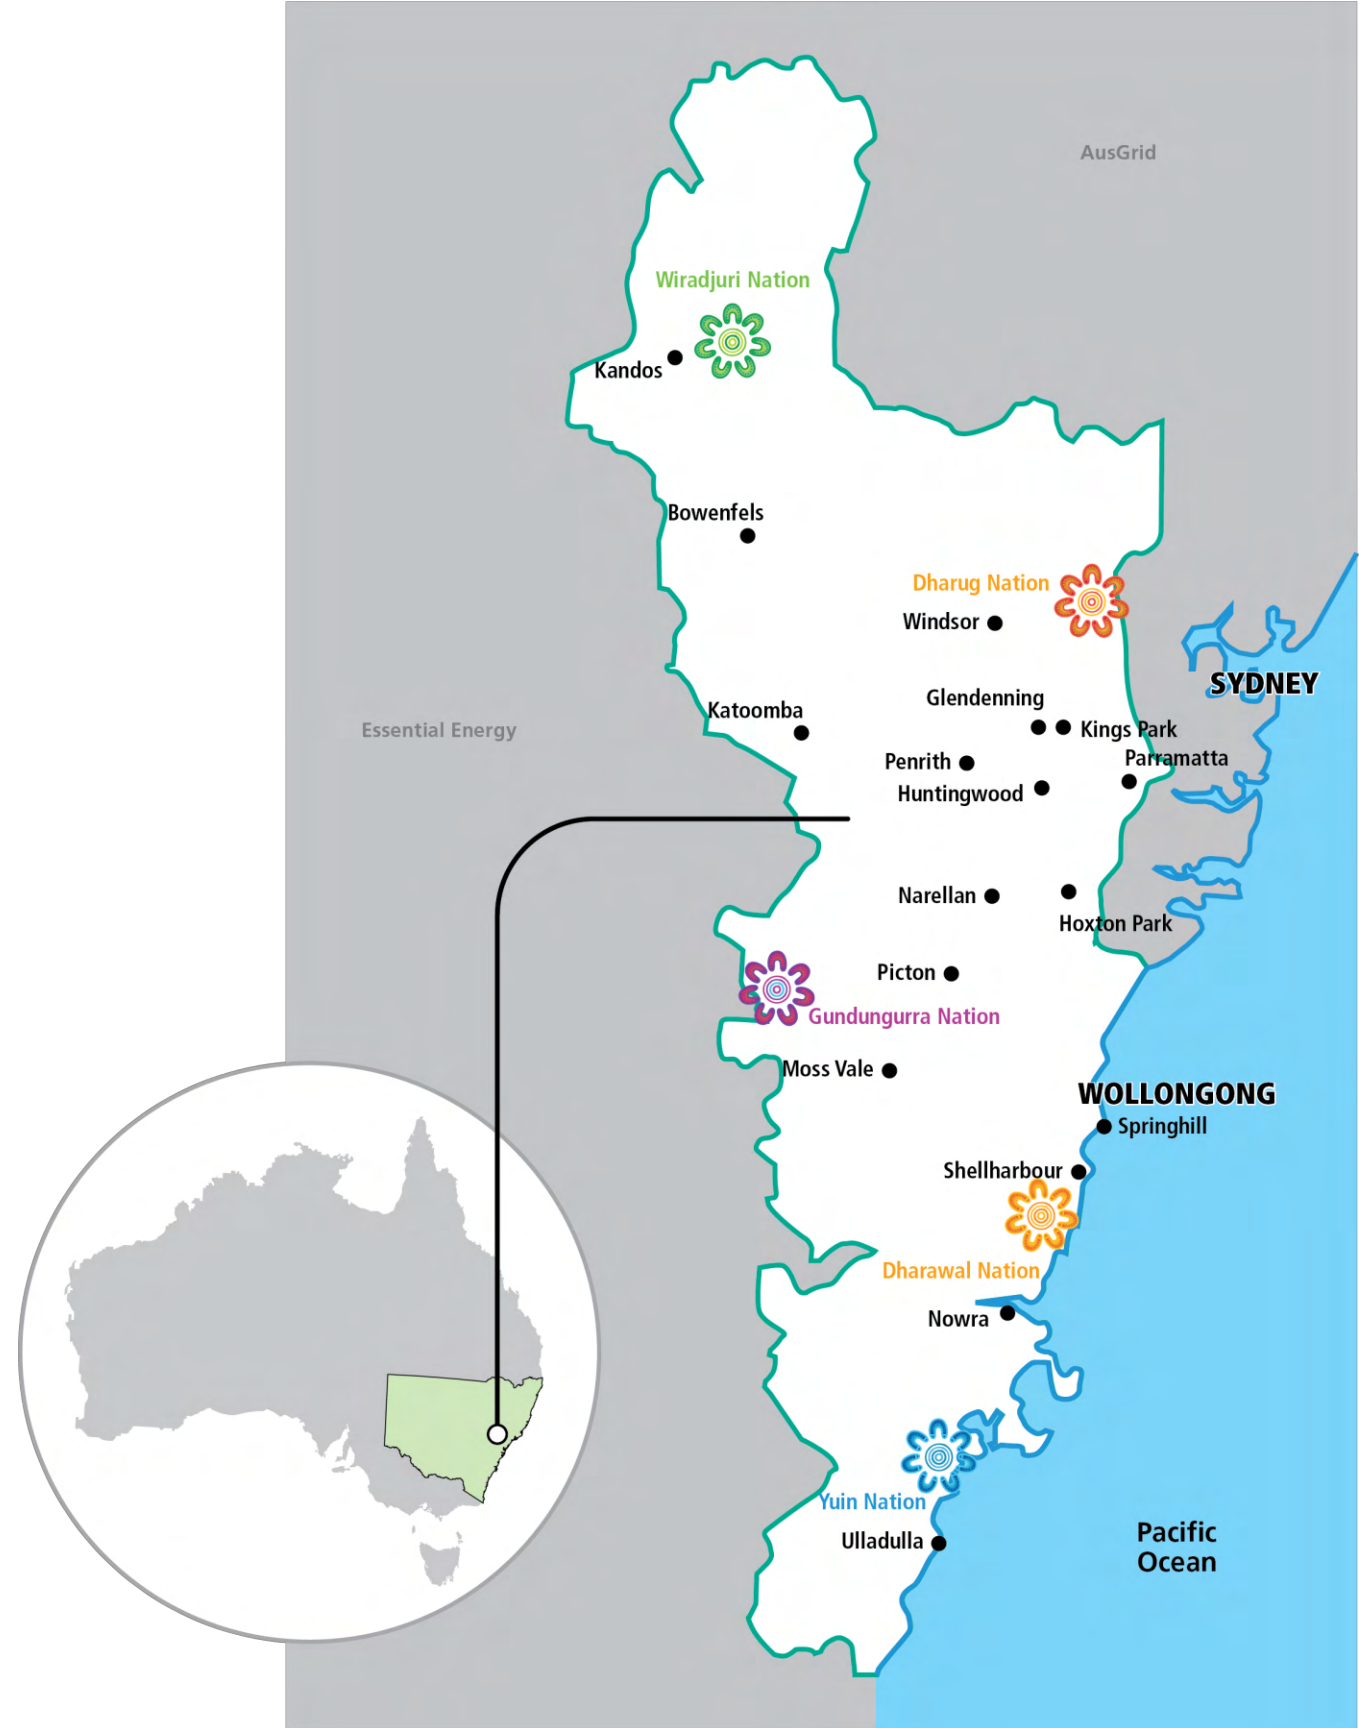 AusGrid
Wiradjuri Nation
Kandos
Bowenfels
Dharug Nation
Windsor
SYDNEY
Glendenning
Katoomba
Kings Park
Essential Energy
Parramatta
Penrith
Huntingwood
Narellan
Hoxton Park
Picton
Gundungurra Nation
Moss Vale
WOLLONGONG
Springhill
Shellharbour
Dharawal Nation
Nowra
Yuin Nation
Ulladulla
Pacific
Ocean